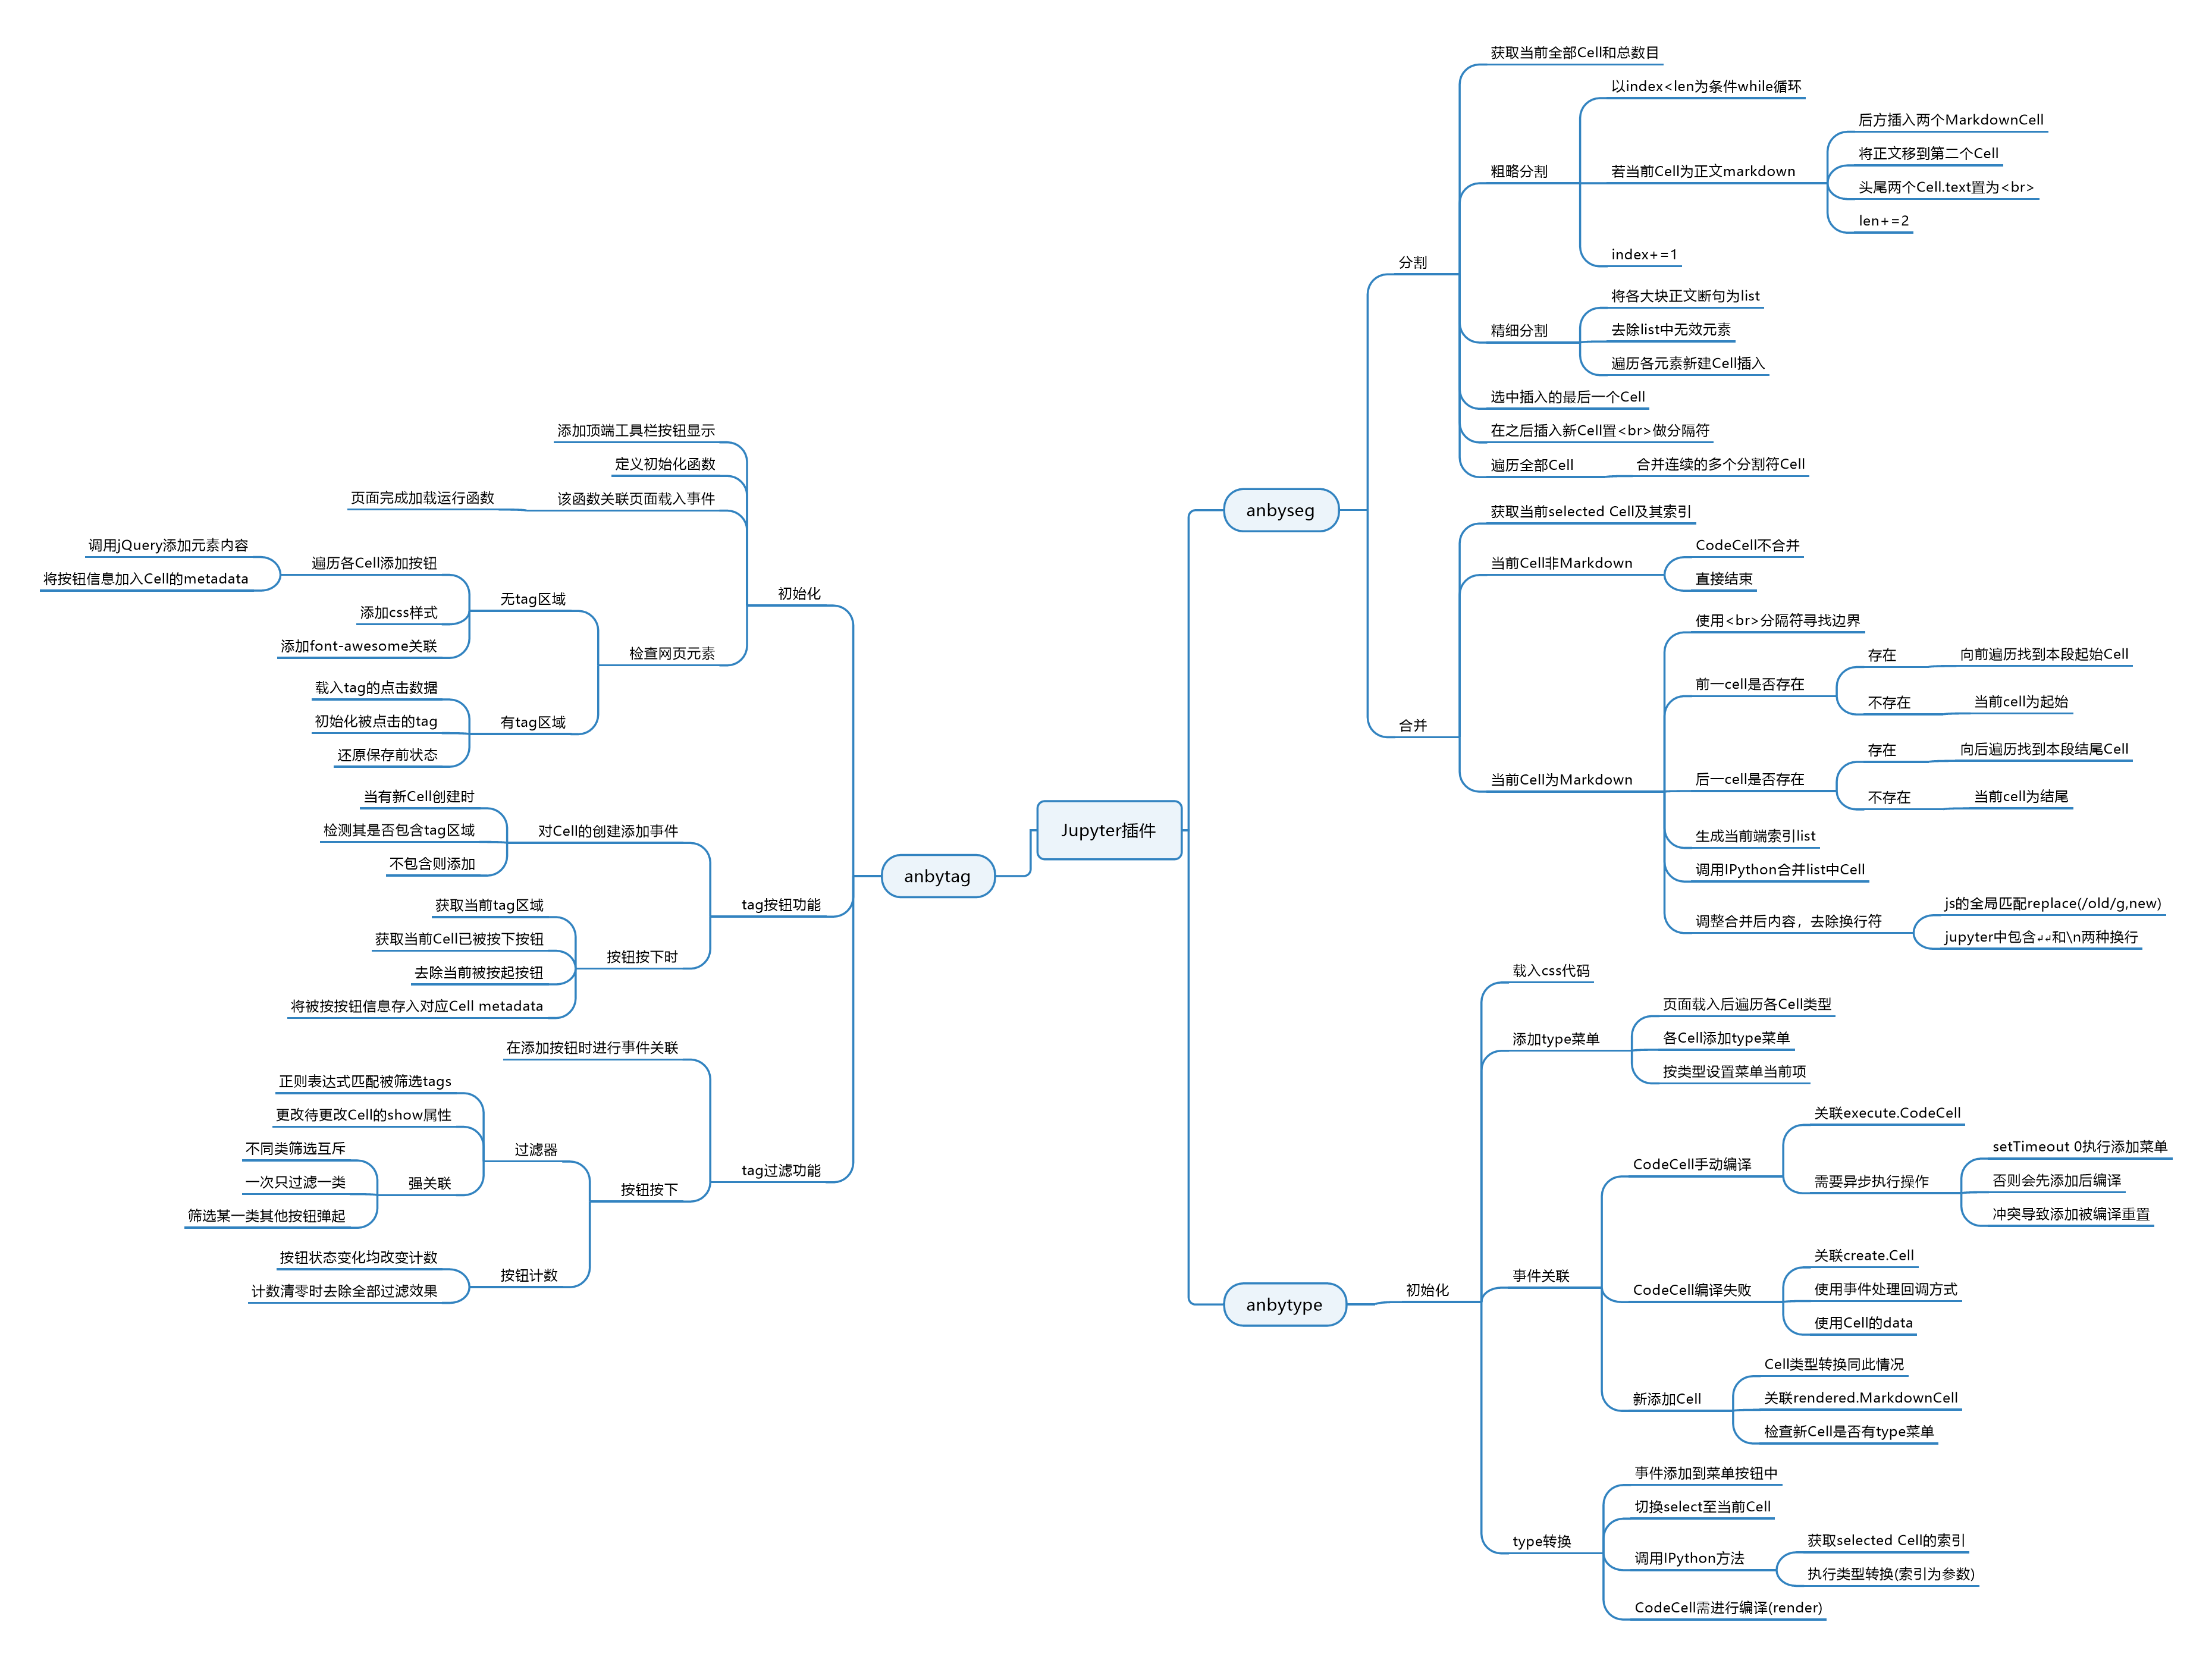 Jupyter插件
anbyseg
分割
获取当前全部Cell和总数目
粗略分割
以index<len为条件while循环
若当前Cell为正文markdown
后方插入两个MarkdownCell
将正文移到第二个Cell
头尾两个Cell.text置为<br>
len+=2
index+=1
精细分割
将各大块正文断句为list
去除list中无效元素
遍历各元素新建Cell插入
选中插入的最后一个Cell
在之后插入新Cell置<br>做分隔符
遍历全部Cell
合并连续的多个分割符Cell
合并
获取当前selected Cell及其索引
当前Cell非Markdown
CodeCell不合并
直接结束
当前Cell为Markdown
使用<br>分隔符寻找边界
前一cell是否存在
存在
向前遍历找到本段起始Cell
不存在
当前cell为起始
后一cell是否存在
存在
向后遍历找到本段结尾Cell
不存在
当前cell为结尾
生成当前端索引list
调用IPython合并list中Cell
调整合并后内容，去除换行符
js的全局匹配replace(/old/g,new)
jupyter中包含↵↵和\n两种换行
anbytype
初始化
载入css代码
添加type菜单
页面载入后遍历各Cell类型
各Cell添加type菜单
按类型设置菜单当前项
事件关联
CodeCell手动编译
关联execute.CodeCell
需要异步执行操作
setTimeout 0执行添加菜单
否则会先添加后编译
冲突导致添加被编译重置
CodeCell编译失败
关联create.Cell
使用事件处理回调方式
使用Cell的data
新添加Cell
Cell类型转换同此情况
关联rendered.MarkdownCell
检查新Cell是否有type菜单
type转换
事件添加到菜单按钮中
切换select至当前Cell
调用IPython方法
获取selected Cell的索引
执行类型转换(索引为参数)
CodeCell需进行编译(render)
anbytag
初始化
添加顶端工具栏按钮显示
定义初始化函数
该函数关联页面载入事件
页面完成加载运行函数
检查网页元素
无tag区域
遍历各Cell添加按钮
调用jQuery添加元素内容
将按钮信息加入Cell的metadata
添加css样式
添加font-awesome关联
有tag区域
载入tag的点击数据
初始化被点击的tag
还原保存前状态
tag按钮功能
对Cell的创建添加事件
当有新Cell创建时
检测其是否包含tag区域
不包含则添加
按钮按下时
获取当前tag区域
获取当前Cell已被按下按钮
去除当前被按起按钮
将被按按钮信息存入对应Cell metadata
tag过滤功能
在添加按钮时进行事件关联
按钮按下
过滤器
正则表达式匹配被筛选tags
更改待更改Cell的show属性
强关联
不同类筛选互斥
一次只过滤一类
筛选某一类其他按钮弹起
按钮计数
按钮状态变化均改变计数
计数清零时去除全部过滤效果